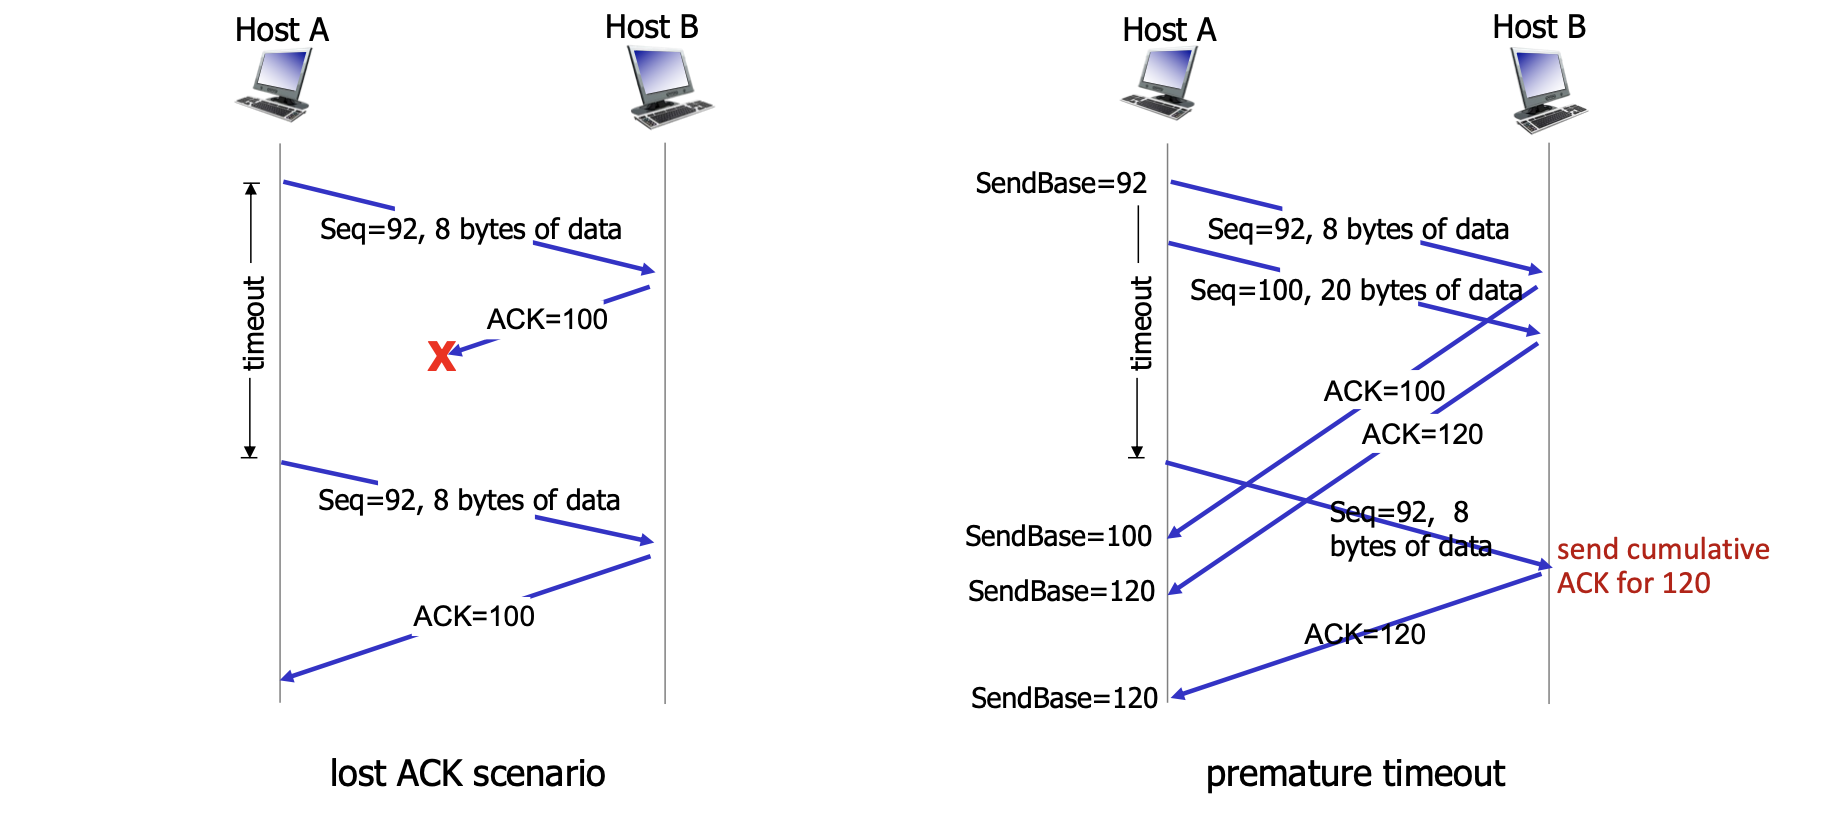 Host A
Host B
timeout
Seq=92, 8 bytes of data
ACK=100
X
Seq=92, 8 bytes of data
ACK=100
lost ACK scenario
Host A
Host B
SendBase=92
timeout
Seq=92, 8 bytes of data
Seq=100, 20 bytes of data
ACK=100
ACK=120
Seq=92, 8
bytes of data
SendBase=100
send cumulative
ACK for 120
SendBase=120
ACK=120
SendBase=120
premature timeout